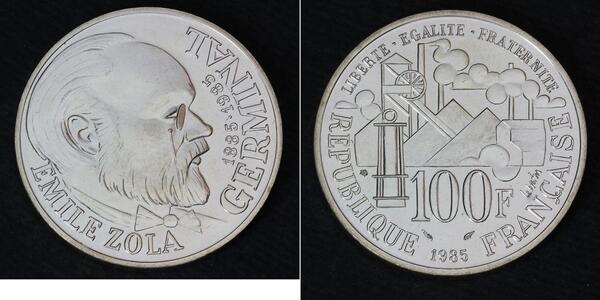 EMILE ZOLA
GERMINAL
1885·1985
LIBERTE · EGALITE · FRATERNITE
REPUBLIQUE
FRANÇAISE
100F
1985